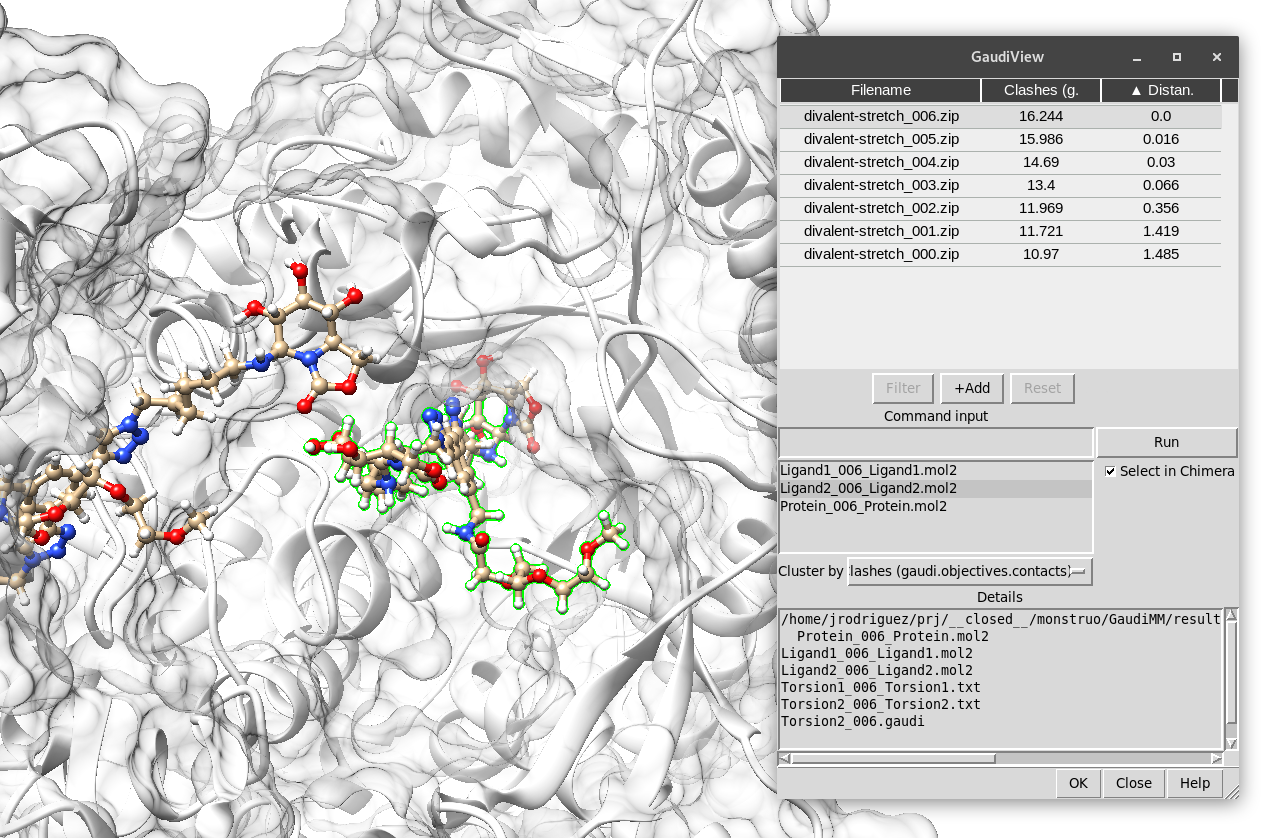 GaudiView
Filename Clashes (g. ▲ Distan.
divalent-stretch_006.zip 16.244 0.0
divalent-stretch_005.zip 15.986 0.016
divalent-stretch_004.zip 14.69 0.03
divalent-stretch_003.zip 13.4 0.066
divalent-stretch_002.zip 11.969 0.356
divalent-stretch_001.zip 11.721 1.419
divalent-stretch_000.zip 10.97 1.485
Filter +Add Reset
Command input
Run
Ligand1_006_Ligand1.mol2
Select in Chimera
Ligand2_006_Ligand2.mol2
Protein_006_Protein.mol2
Cluster by lashes (gaudi.objectives.contacts)
Details
/home/jrodriguez/prj/__closed__/monstruo/GaudiMM/result
Protein_006_Protein.mol2
Ligand1_006_Ligand1.mol2
Ligand2_006_Ligand2.mol2
Torsion1_006_Torsion1.txt
Torsion2_006_Torsion2.txt
Torsion2_006.gaudi
OK Close Help